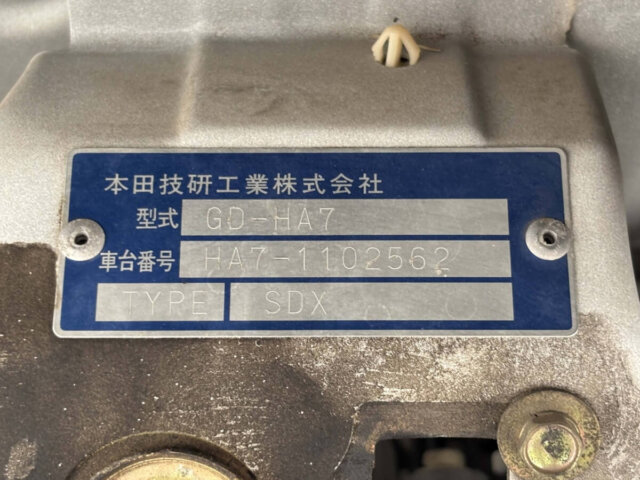 本田技研工業株式会社
型式 GD-HA7
車台番号 HA7-1102562
TYPE SDX